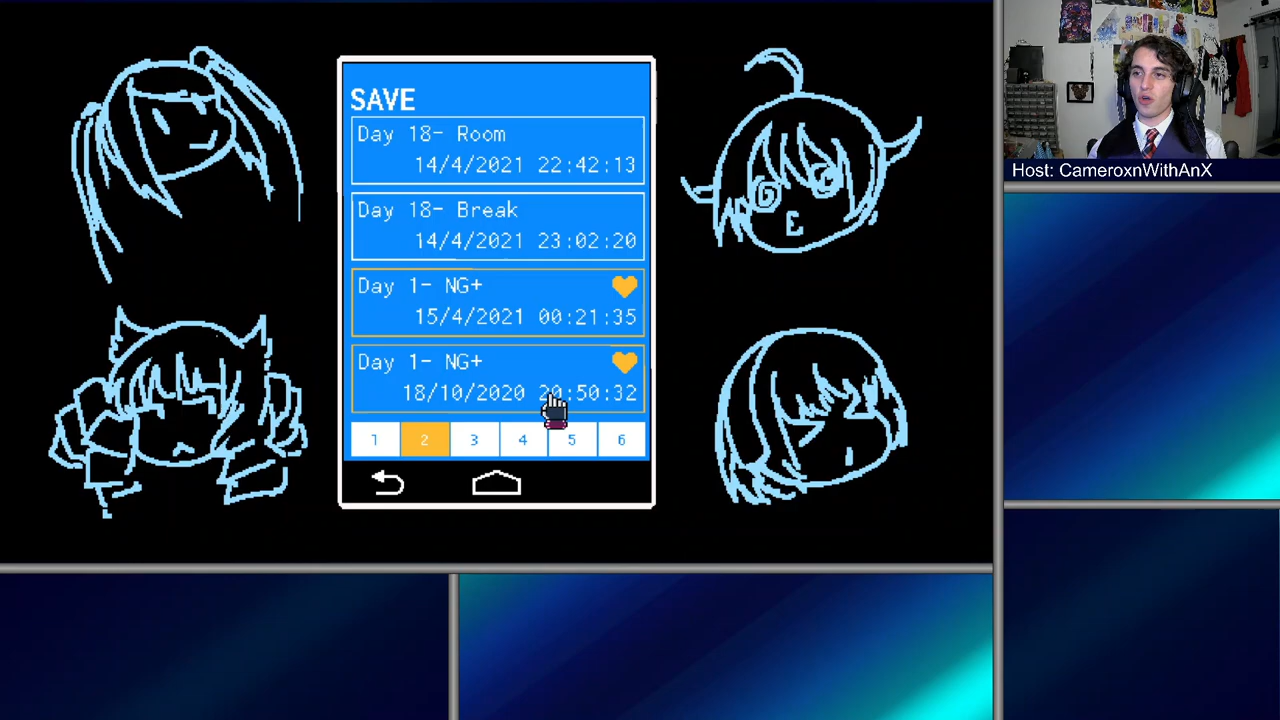 SAVE
Day 18- Room
14/4/2021 22:42:13
Day 18- Break
14/4/2021 23:02:20
Day 1- NG+
15/4/2021 00:21:35
Day 1- NG+
18/10/2020 20:50:32
1 2 3 4 5 6
Host: CameroxnWithAnX